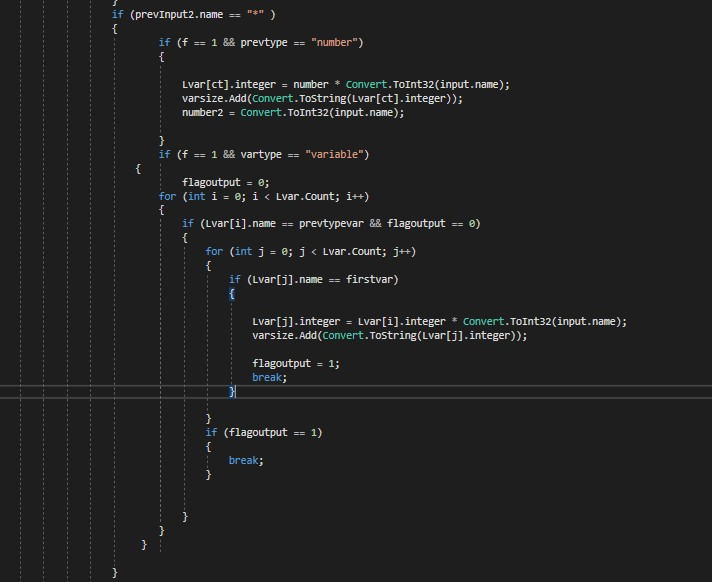 }
if (prevInput2.name == "*" )
{
if (f == 1 && prevtype == "number")
{
Lvar[ct].integer = number * Convert.ToInt32(input.name);
varsize.Add(Convert.ToString(Lvar[ct].integer));
number2 = Convert.ToInt32(input.name);
}
if (f == 1 && vartype == "variable")
{
flagoutput = 0;
for (int i = 0; i < Lvar.Count; i++)
{
if (Lvar[i].name == prevtypevar && flagoutput == 0)
{
for (int j = 0; j < Lvar.Count; j++)
{
if (Lvar[j].name == firstvar)
{
Lvar[j].integer = Lvar[i].integer * Convert.ToInt32(input.name);
varsize.Add(Convert.ToString(Lvar[j].integer));
flagoutput = 1;
break;
}
}
if (flagoutput == 1)
{
break;
}
}
}
}
}